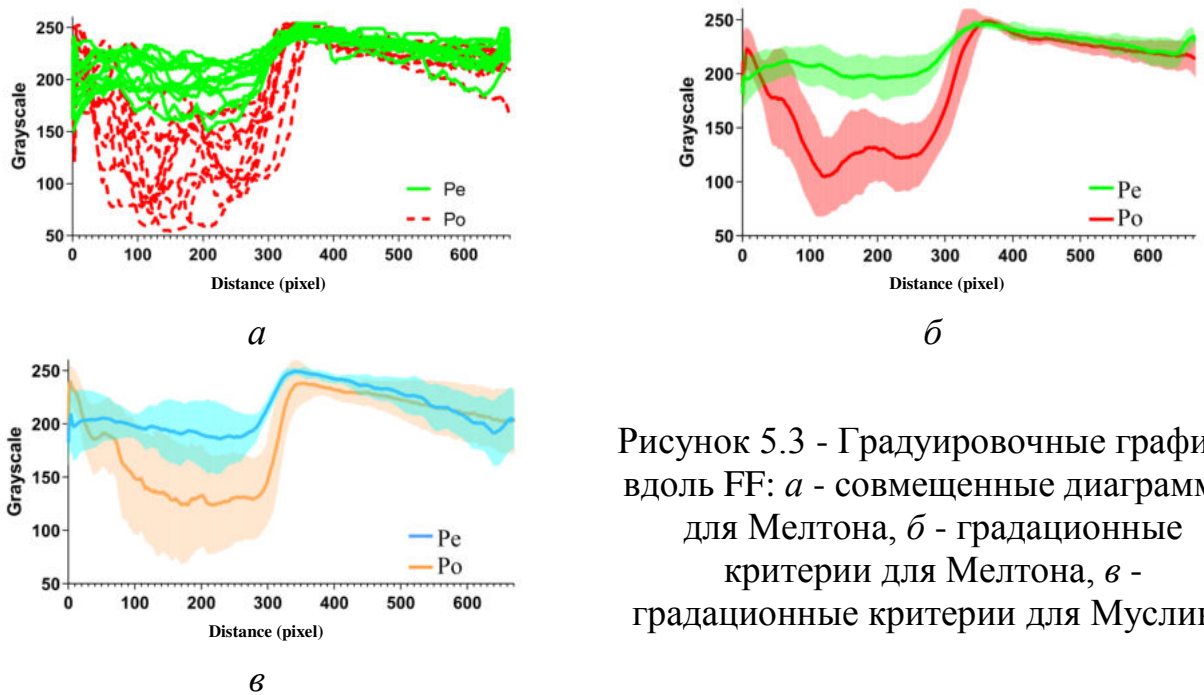 250
200
150
100
50
Grayscale
Pe
Po
0 100 200 300 400 500 600
Distance (pixel)
а
250
200
150
100
50
Grayscale
Pe
Po
0 100 200 300 400 500 600
Distance (pixel)
б
250
200
150
100
50
Grayscale
Pe
Po
0 100 200 300 400 500 600
Distance (pixel)
в
Рисунок 5.3 - Градуировочные графи
вдоль FF: а - совмещенные диаграмм
для Мелтона, б - градационные
критерии для Мелтона, в -
градационные критерии для Мусли